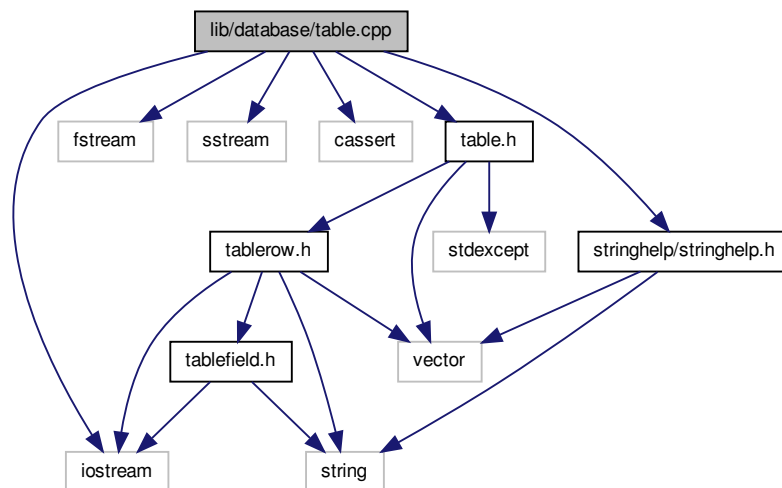 lib/database/table.cpp
fstream
sstream
cassert
table.h
tablerow.h
stdexcept
stringhelp/stringhelp.h
tablefield.h
vector
iostream
string